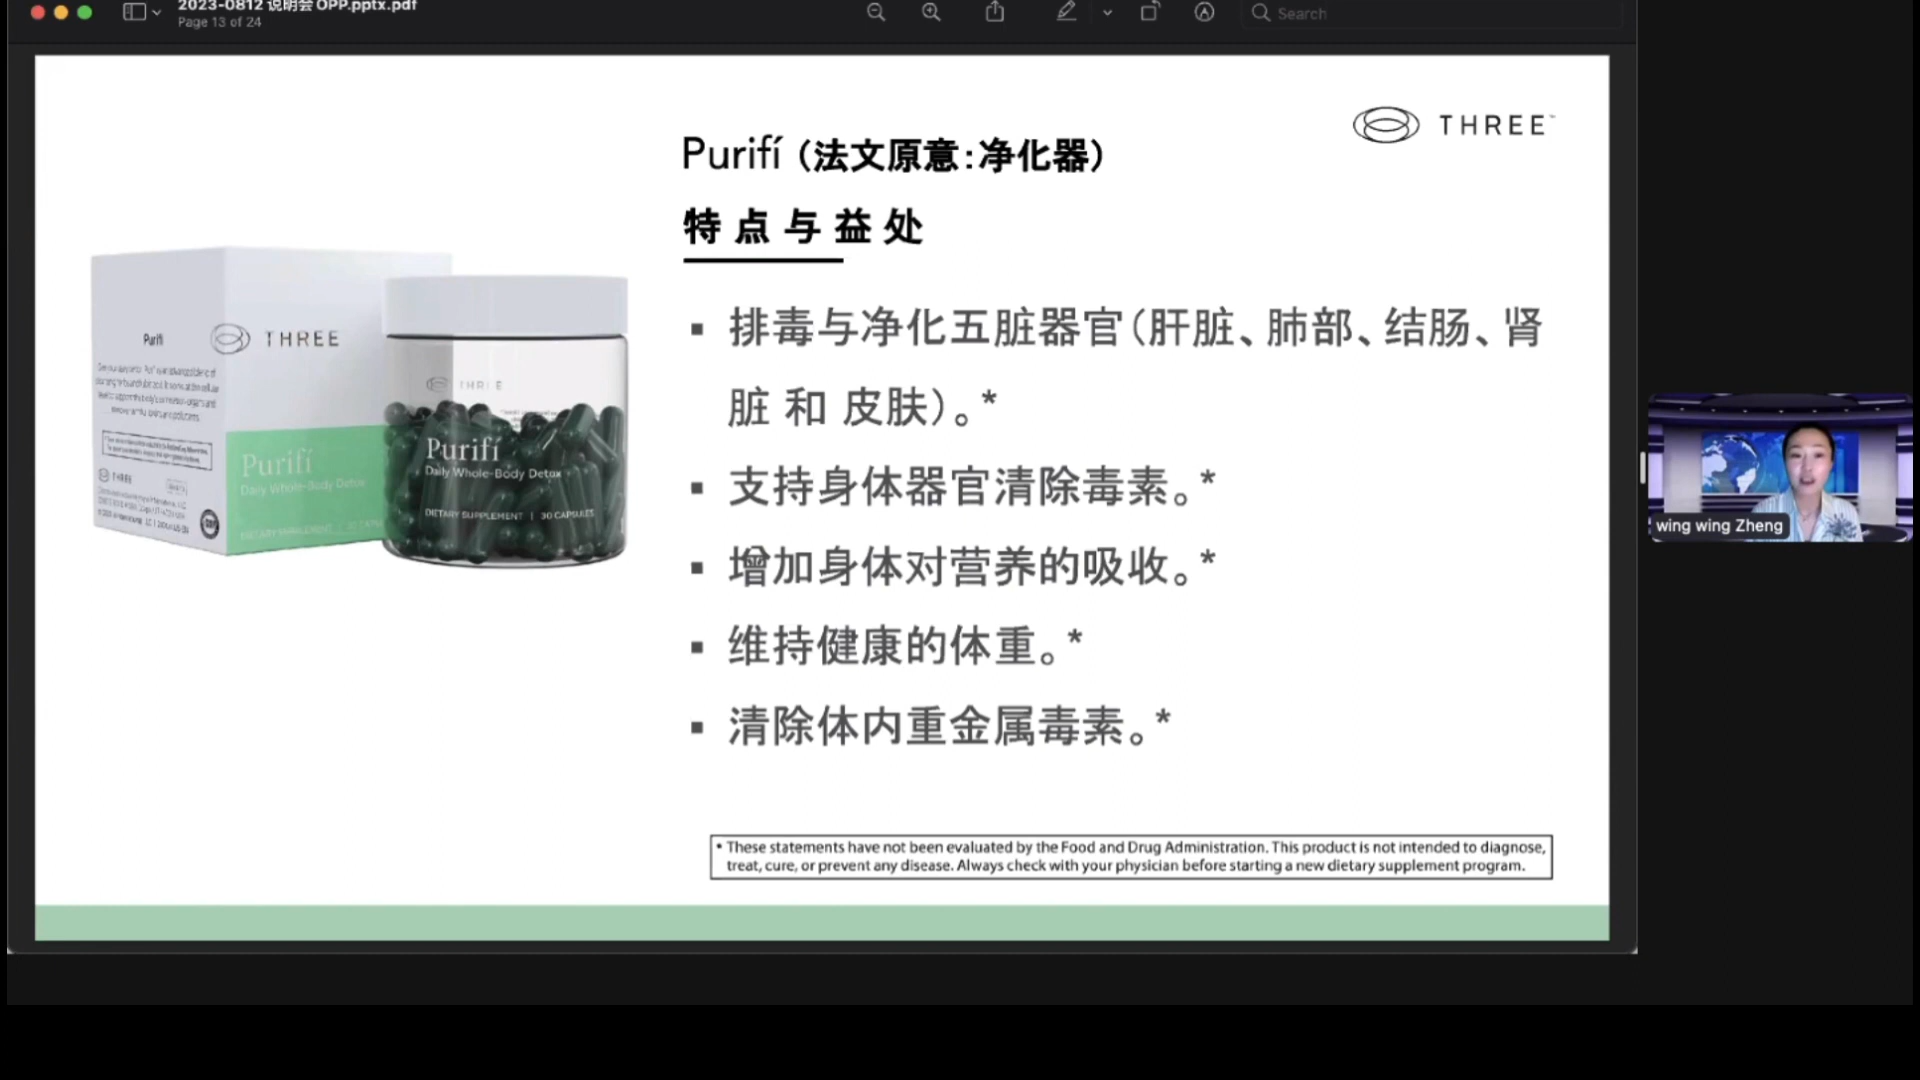 2023-0812 说明会 OPP.pptx.pdf
Page 13 of 24
Search
THREE™
Purifí (法文原意:净化器)
特点与益处
▪ 排毒与净化五脏器官(肝脏、肺部、结肠、肾
脏 和 皮肤)。*
▪ 支持身体器官清除毒素。*
▪ 增加身体对营养的吸收。*
▪ 维持健康的体重。*
▪ 清除体内重金属毒素。*
Purifí
THREE
THREE
Purifí
Daily Whole-Body Detox
THREE
Purifí
Daily Whole-Body Detox
DIETARY SUPPLEMENT | 30 CAPSULES
wing wing Zheng
* These statements have not been evaluated by the Food and Drug Administration. This product is not intended to diagnose,
treat, cure, or prevent any disease. Always check with your physician before starting a new dietary supplement program.